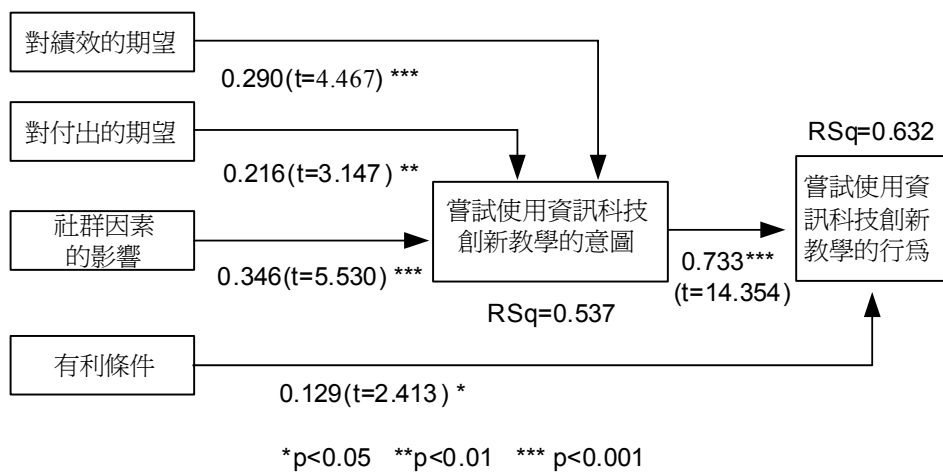 對績效的期望
0.290(t=4.467) ***
對付出的期望
RSq=0.632
0.216(t=3.147) **
嘗試使用資訊科技
創新教學的意圖
嘗試使用資
訊科技創新
教學的行為
社群因素
的影響
0.346(t=5.530) ***
0.733***
(t=14.354)
RSq=0.537
有利條件
0.129(t=2.413) *
*p<0.05 **p<0.01 *** p<0.001